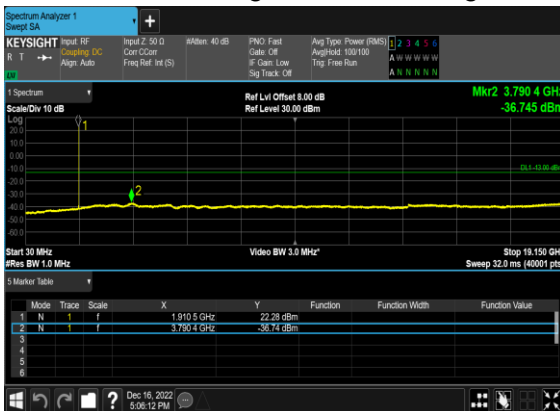 Spectrum Analyzer 1
Swept SA
KEYSIGHT Input: RF Input Z: 50 Ω #Atten: 40 dB PNO: Fast Avg Type: Power (RMS) 1 2 3 4 5 6
R T Coupling: DC Corr CCorr Gate: Off Avg|Hold: 100/100 A W W W W W
Align: Auto Freq Ref: Int (S) IF Gain: Low Trig: Free Run
Sig Track: Off A N N N N N
1 Spectrum Ref Lvl Offset 8.00 dB Mkr2 3.790 4 GHz
Scale/Div 10 dB Ref Level 30.00 dBm -36.745 dBm
Log
20.0 1
10.0
0.00
-10.0 DL1 -13.00 dBm
-20.0
-30.0 2
-40.0
-50.0
-60.0
Start 30 MHz Video BW 3.0 MHz* Stop 19.150 GHz
#Res BW 1.0 MHz Sweep 32.0 ms (40001 pts)
5 Marker Table
Mode Trace Scale X Y Function Function Width Function Value
1 N 1 f 1.910 5 GHz 22.28 dBm
2 N 1 f 3.790 4 GHz -36.74 dBm
3
4
5
6
? Dec 16, 2022
5:06:12 PM